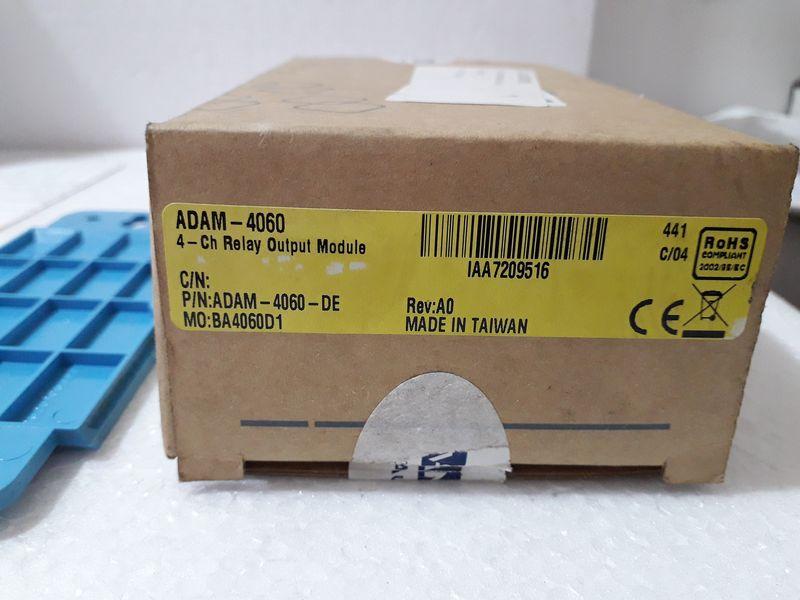 ADAM-4060
4-Ch Relay Output Module
C/N:
P/N:ADAM-4060-DE
MO:BA4060D1
IAA7209516
Rev:A0
MADE IN TAIWAN
441
C/04
RoHS
COMPLIANT
2002/95/EC
CE